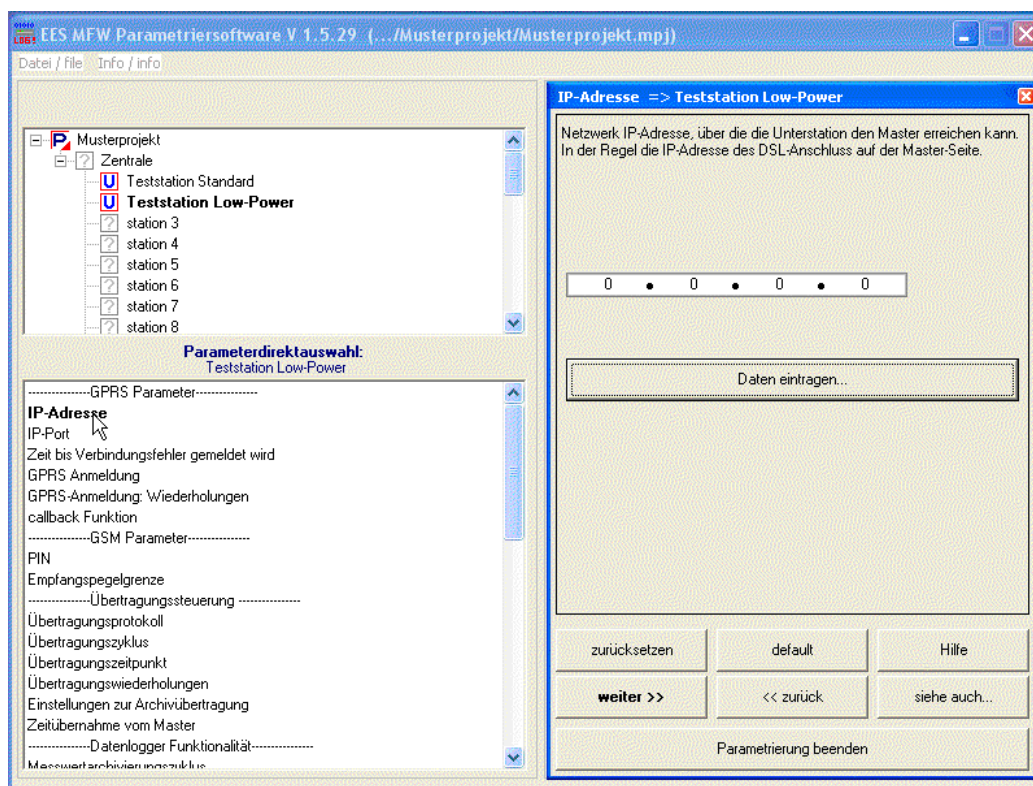 EES MFW Parametriersoftware V 1.5.29 (.../Musterprojekt/Musterprojekt.mpj)
Datei / file Info / info
Musterprojekt
Zentrale
Teststation Standard
Teststation Low-Power
station 3
station 4
station 5
station 6
station 7
station 8
Parameterdirektauswahl:
Teststation Low-Power
---------------GPRS Parameter---------------
IP-Adresse
IP-Port
Zeit bis Verbindungsfehler gemeldet wird
GPRS Anmeldung
GPRS-Anmeldung: Wiederholungen
callback Funktion
---------------GSM Parameter---------------
PIN
Empfangspegelgrenze
---------------Übertragungssteuerung ---------------
Übertragungsprotokoll
Übertragungszyklus
Übertragungszeitpunkt
Übertragungswiederholungen
Einstellungen zur Archivübertragung
Zeitübernahme vom Master
---------------Datenlogger Funktionalität---------------
Messwertarchivierungszyklus
IP-Adresse => Teststation Low-Power
Netzwerk IP-Adresse, über die die Unterstation den Master erreichen kann.
In der Regel die IP-Adresse des DSL-Anschluss auf der Master-Seite.
0 • 0 • 0 • 0
Daten eintragen...
zurücksetzen default Hilfe
weiter >> << zurück siehe auch...
Parametrierung beenden